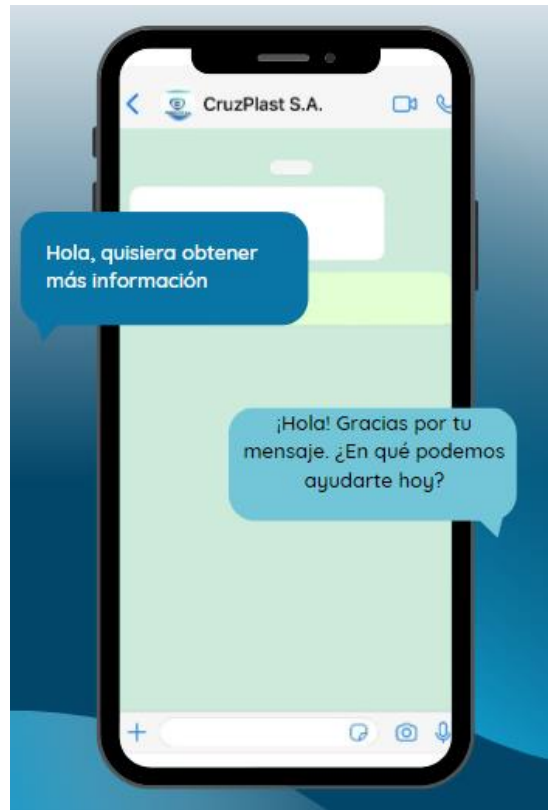 CruzPlast S.A.
Hola, quisiera obtener
más información
¡Hola! Gracias por tu
mensaje. ¿En qué podemos
ayudarte hoy?